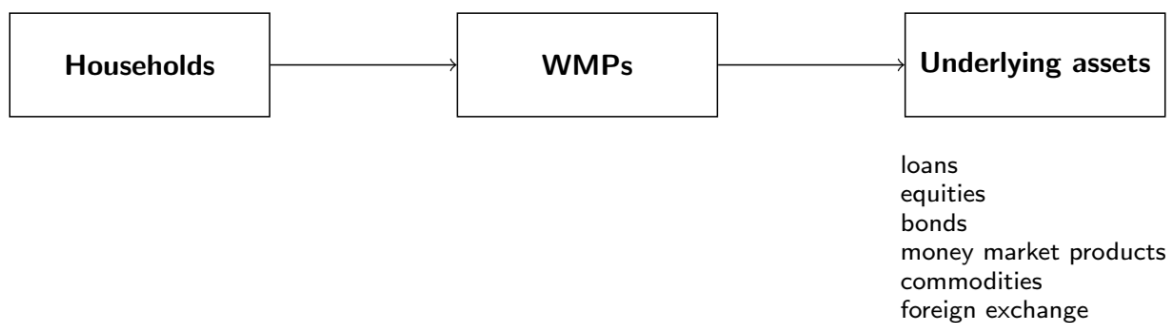 Households
WMPs
Underlying assets
loans
equities
bonds
money market products
commodities
foreign exchange